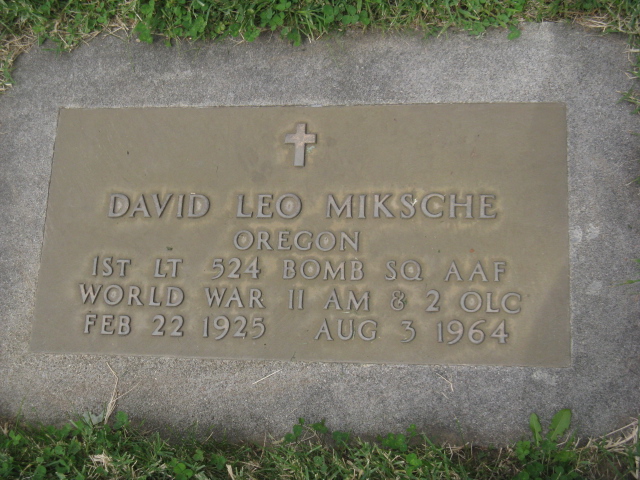 DAVID LEO MIKSCHE
OREGON
1ST LT 524 BOMB SQ AAF
WORLD WAR II AM & 2 OLC
FEB 22 1925 AUG 3 1964